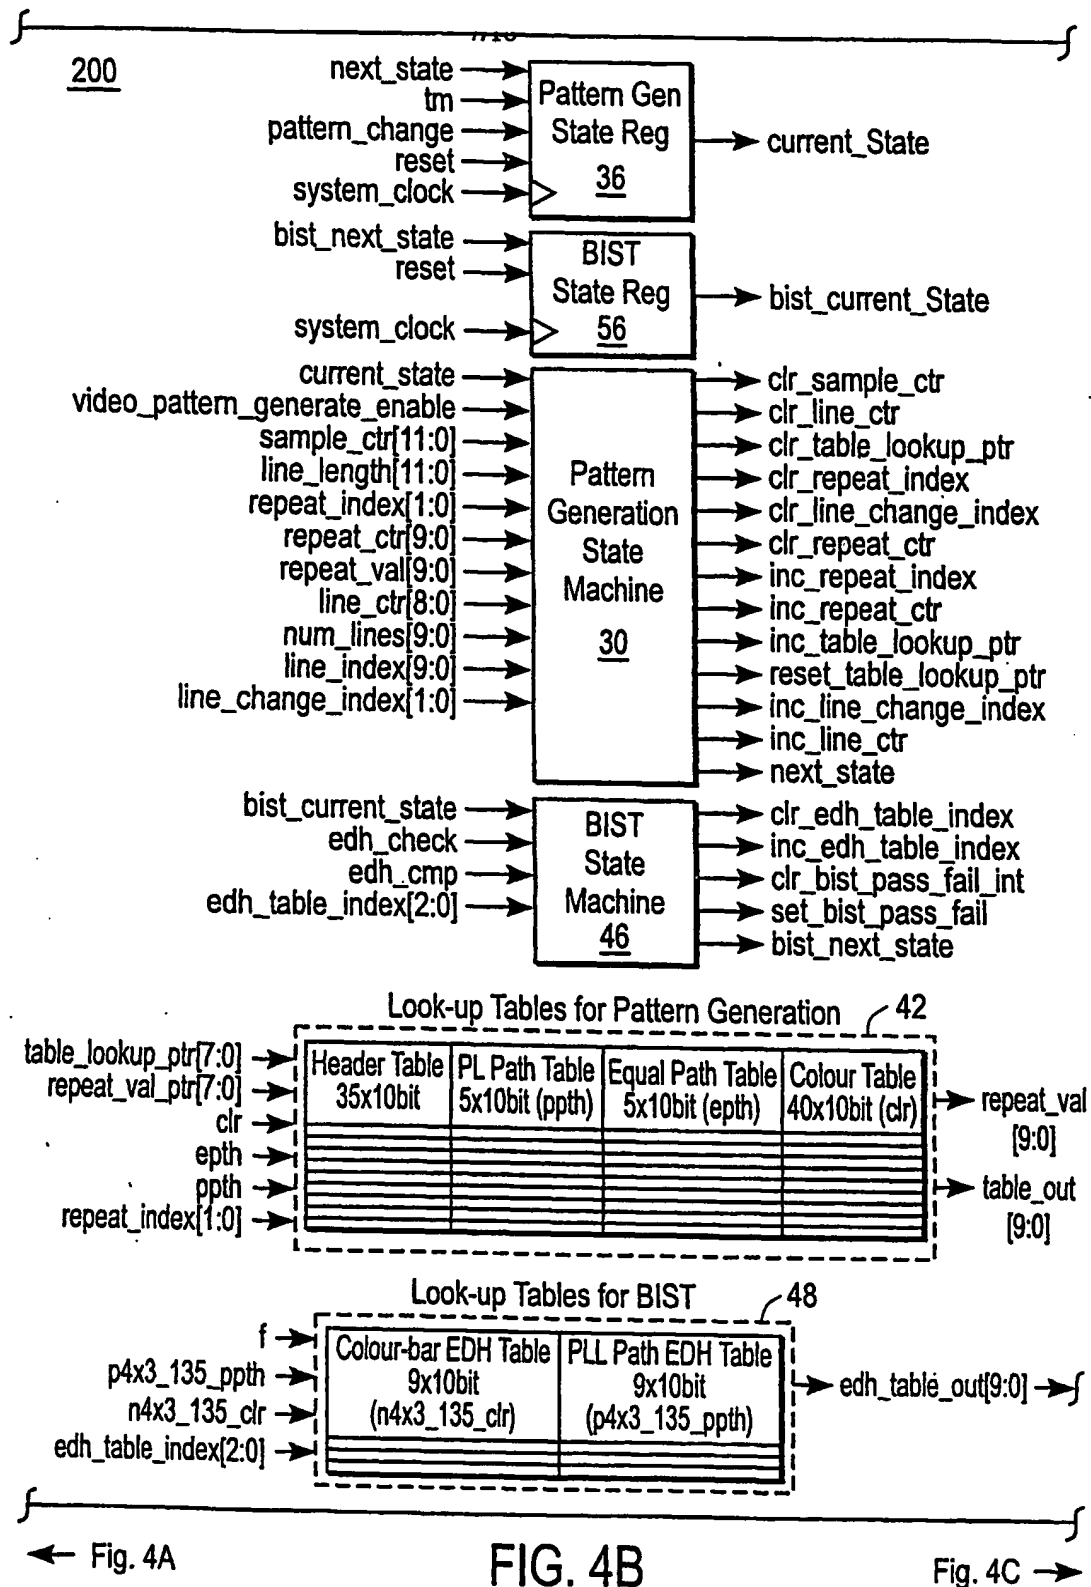 200
next_state
tm
pattern_change
reset
system_clock
Pattern Gen
State Reg
36
current_State
bist_next_state
reset
system_clock
BIST
State Reg
56
bist_current_State
current_state
video_pattern_generate_enable
sample_ctr[11:0]
line_length[11:0]
repeat_index[1:0]
repeat_ctr[9:0]
repeat_val[9:0]
line_ctr[8:0]
num_lines[9:0]
line_index[9:0]
line_change_index[1:0]
Pattern
Generation
State
Machine
30
clr_sample_ctr
clr_line_ctr
clr_table_lookup_ptr
clr_repeat_index
clr_line_change_index
clr_repeat_ctr
inc_repeat_index
inc_repeat_ctr
inc_table_lookup_ptr
reset_table_lookup_ptr
inc_line_change_index
inc_line_ctr
next_state
bist_current_state
edh_check
edh_cmp
edh_table_index[2:0]
BIST
State
Machine
46
clr_edh_table_index
inc_edh_table_index
clr_bist_pass_fail_int
set_bist_pass_fail
bist_next_state
Look-up Tables for Pattern Generation
42
table_lookup_ptr[7:0]
repeat_val_ptr[7:0]
clr
epth
ppth
repeat_index[1:0]
Header Table
35x10bit
PL Path Table
5x10bit (ppth)
Equal Path Table
5x10bit (epth)
Colour Table
40x10bit (clr)
repeat_val
[9:0]
table_out
[9:0]
Look-up Tables for BIST
48
f
p4x3_135_ppth
n4x3_135_clr
edh_table_index[2:0]
Colour-bar EDH Table
9x10bit
(n4x3_135_clr)
PLL Path EDH Table
9x10bit
(p4x3_135_ppth)
edh_table_out[9:0]
Fig. 4A
FIG. 4B
Fig. 4C